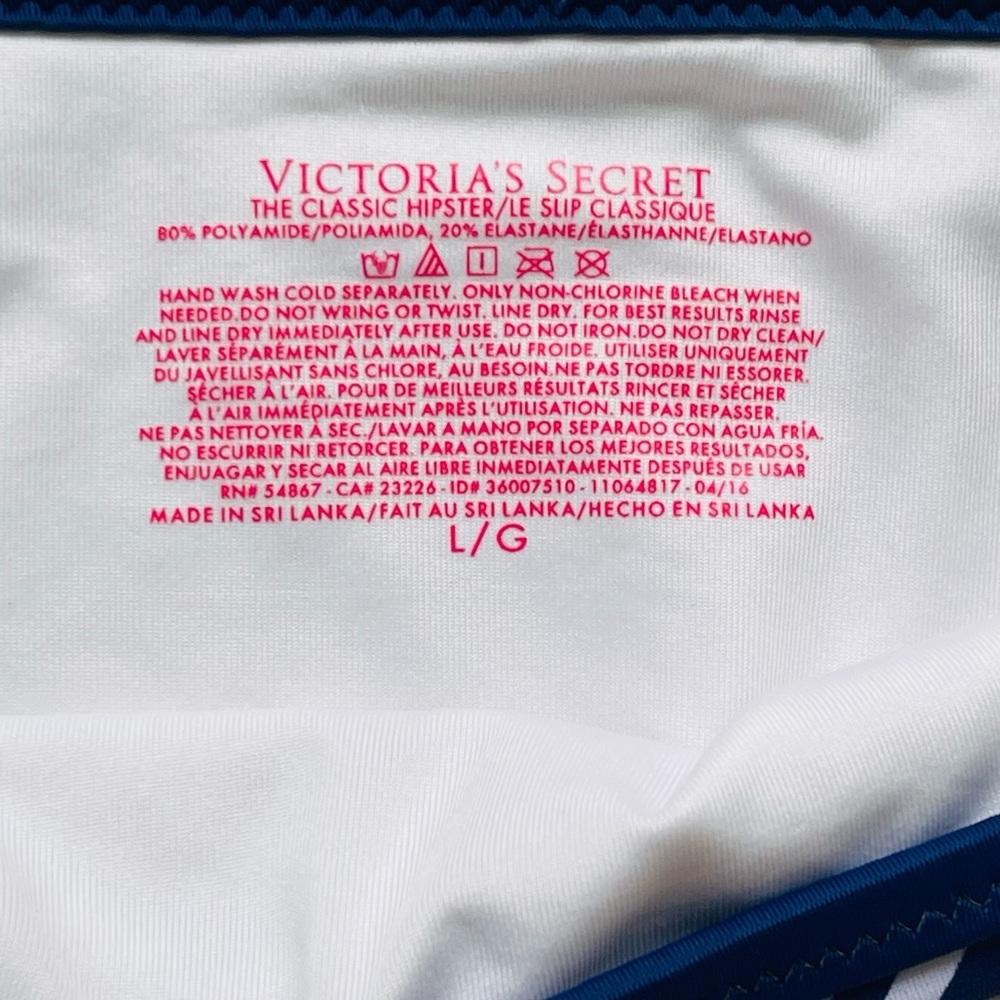 VICTORIA'S SECRET
THE CLASSIC HIPSTER/LE SLIP CLASSIQUE
80% POLYAMIDE/POLIAMIDA, 20% ELASTANE/ÉLASTHANNE/ELASTANO
HAND WASH COLD SEPARATELY. ONLY NON-CHLORINE BLEACH WHEN
NEEDED.DO NOT WRING OR TWIST. LINE DRY. FOR BEST RESULTS RINSE
AND LINE DRY IMMEDIATELY AFTER USE. DO NOT IRON.DO NOT DRY CLEAN/
LAVER SÉPARÉMENT À LA MAIN, À L'EAU FROIDE. UTILISER UNIQUEMENT
DU JAVELLISANT SANS CHLORE, AU BESOIN.NE PAS TORDRE NI ESSORER.
SÉCHER À L'AIR. POUR DE MEILLEURS RÉSULTATS RINCER ET SÉCHER
À L'AIR IMMÉDIATEMENT APRÈS L'UTILISATION. NE PAS REPASSER.
NE PAS NETTOYER À SEC./LAVAR A MANO POR SEPARADO CON AGUA FRÍA.
NO ESCURRIR NI RETORCER. PARA OBTENER LOS MEJORES RESULTADOS,
ENJUAGAR Y SECAR AL AIRE LIBRE INMEDIATAMENTE DESPUÉS DE USAR
RN# 54867 - CA# 23226 - ID# 36007510 - 11064817 - 04/16
MADE IN SRI LANKA/FAIT AU SRI LANKA/HECHO EN SRI LANKA
L/G